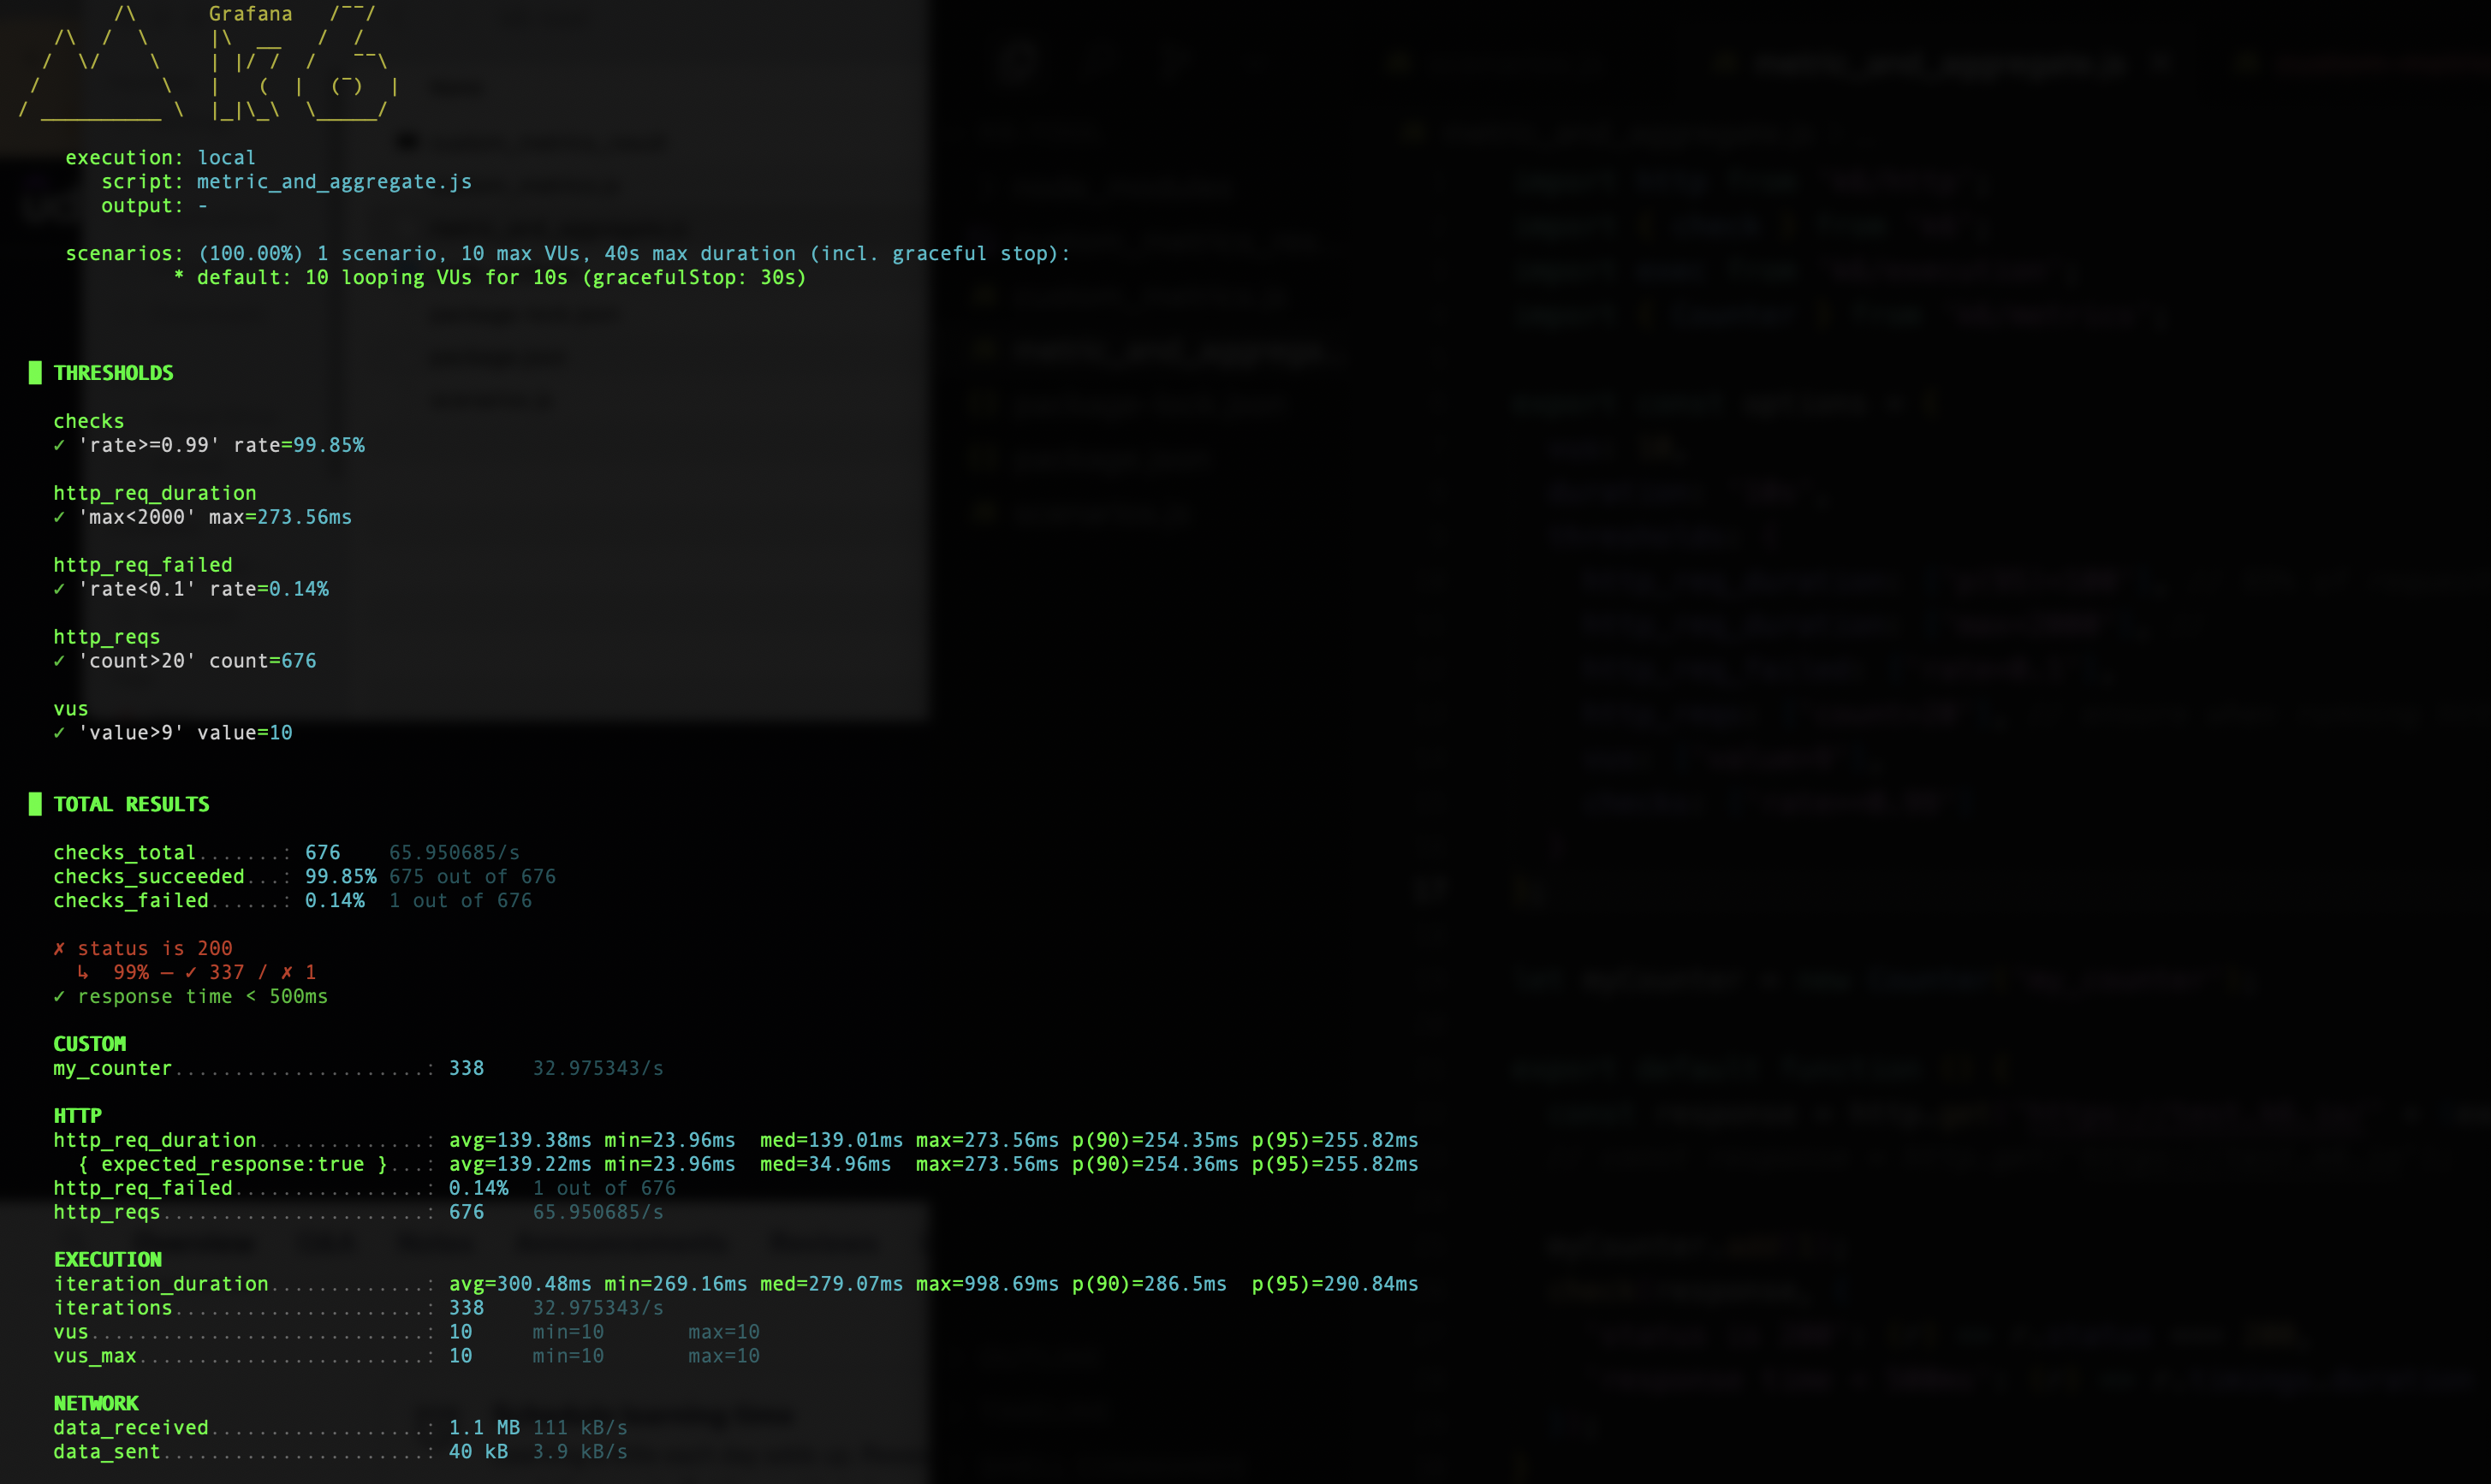 /\      Grafana   /‾‾/
    /\  /  \     |\  __   /  /
   /  \/    \    | |/ /  /   ‾‾\
  /          \   |   (  |  (‾)  |
 / __________ \  |_|\_\  \_____/
execution: local
script: metric_and_aggregate.js
output: -
scenarios: (100.00%) 1 scenario, 10 max VUs, 40s max duration (incl. graceful stop):
* default: 10 looping VUs for 10s (gracefulStop: 30s)
█ THRESHOLDS
checks
✓ 'rate>=0.99' rate=99.85%
http_req_duration
✓ 'max<2000' max=273.56ms
http_req_failed
✓ 'rate<0.1' rate=0.14%
http_reqs
✓ 'count>20' count=676
vus
✓ 'value>9' value=10
█ TOTAL RESULTS
checks_total.......: 676    65.950685/s
checks_succeeded...: 99.85% 675 out of 676
checks_failed......: 0.14%  1 out of 676
✗ status is 200
↳  99% — ✓ 337 / ✗ 1
✓ response time < 500ms
CUSTOM
my_counter.....................: 338    32.975343/s
HTTP
http_req_duration..............: avg=139.38ms min=23.96ms  med=139.01ms max=273.56ms p(90)=254.35ms p(95)=255.82ms
{ expected_response:true }...: avg=139.22ms min=23.96ms  med=34.96ms  max=273.56ms p(90)=254.36ms p(95)=255.82ms
http_req_failed................: 0.14%  1 out of 676
http_reqs......................: 676    65.950685/s
EXECUTION
iteration_duration.............: avg=300.48ms min=269.16ms med=279.07ms max=998.69ms p(90)=286.5ms  p(95)=290.84ms
iterations.....................: 338    32.975343/s
vus............................: 10     min=10       max=10
vus_max........................: 10     min=10       max=10
NETWORK
data_received..................: 1.1 MB 111 kB/s
data_sent......................: 40 kB  3.9 kB/s